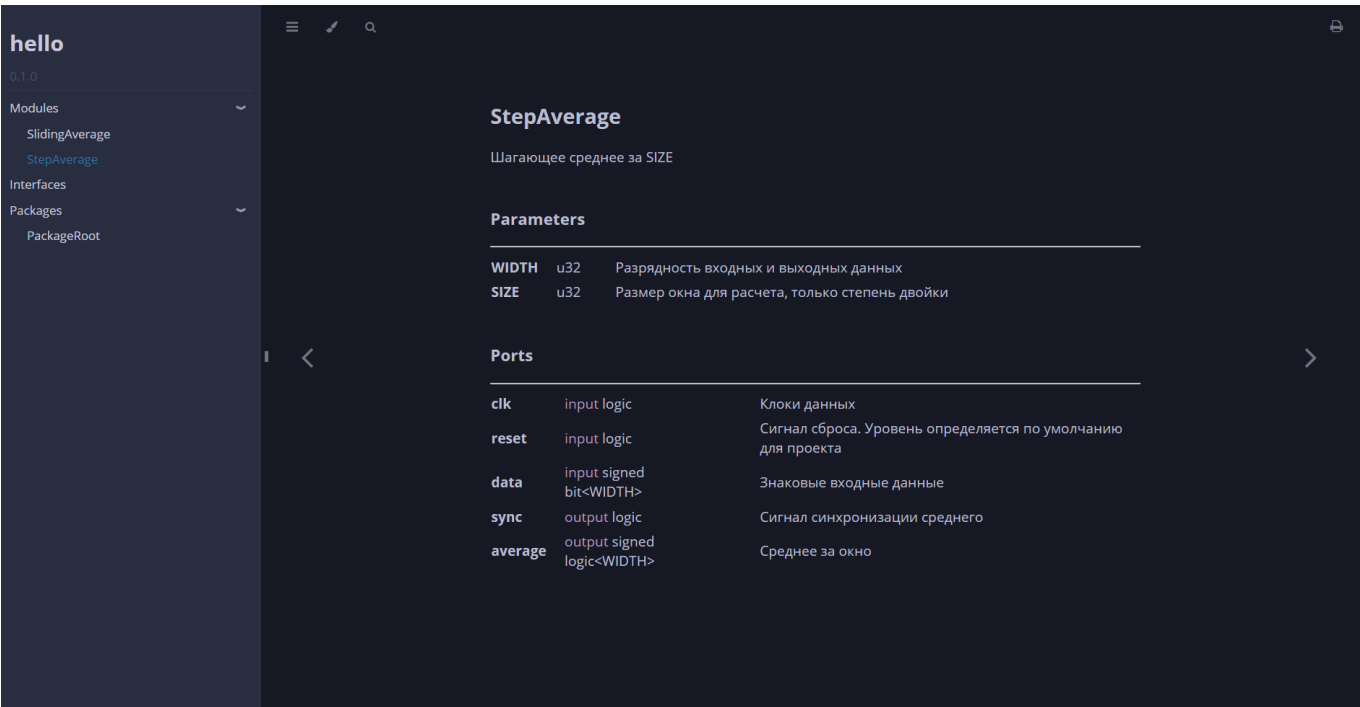 hello
0.1.0
Modules
SlidingAverage
StepAverage
Interfaces
Packages
PackageRoot
StepAverage
Шагающее среднее за SIZE
Parameters
WIDTH u32 Разрядность входных и выходных данных
SIZE u32 Размер окна для расчета, только степень двойки
Ports
clk input logic Клоки данных
reset input logic Сигнал сброса. Уровень определяется по умолчанию
для проекта
data input signed
bit<WIDTH> Знаковые входные данные
sync output logic Сигнал синхронизации среднего
average output signed
logic<WIDTH> Среднее за окно